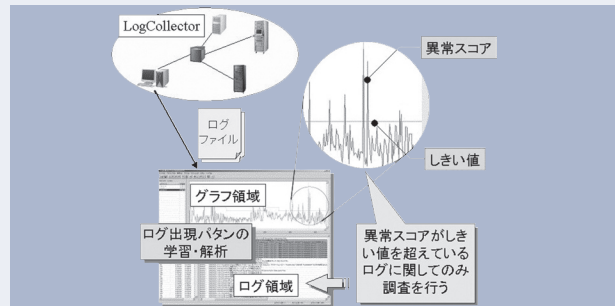 LogCollector
異常スコア
ログ
ファイル
しきい値
グラフ領域
ログ出現パタンの
学習・解析
異常スコアがしき
い値を超えている
ログに関してのみ
調査を行う
ログ領域